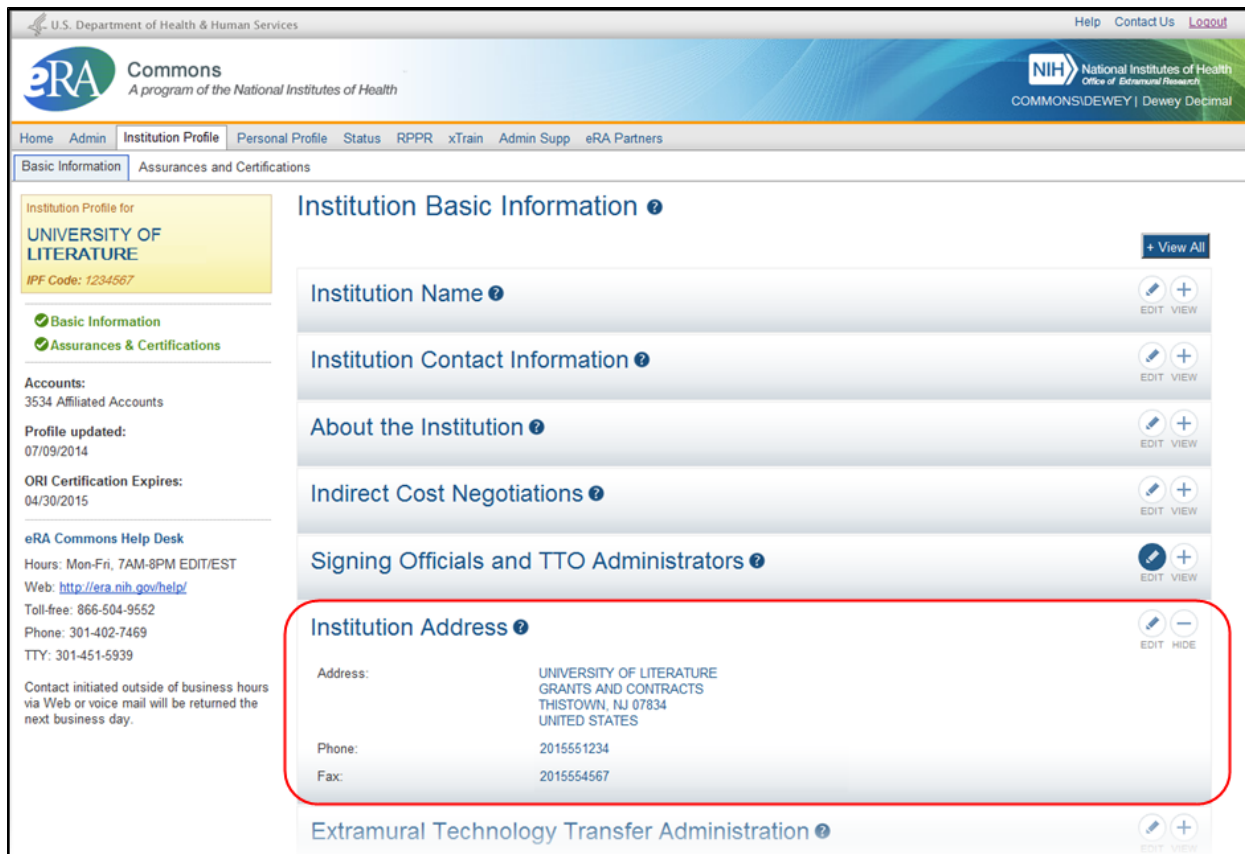 U.S. Department of Health & Human Services
Help Contact Us Logout
eRA
Commons
A program of the National Institutes of Health
NIH National Institutes of Health
Office of Extramural Research
COMMONS\DEWEY | Dewey Decimal
Home Admin Institution Profile Personal Profile Status RPPR xTrain Admin Supp eRA Partners
Basic Information Assurances and Certifications
Institution Profile for
UNIVERSITY OF
LITERATURE
IPF Code: 1234567
Basic Information
Assurances & Certifications
Accounts:
3534 Affiliated Accounts
Profile updated:
07/09/2014
ORI Certification Expires:
04/30/2015
eRA Commons Help Desk
Hours: Mon-Fri, 7AM-8PM EDIT/EST
Web: http://era.nih.gov/help/
Toll-free: 866-504-9552
Phone: 301-402-7469
TTY: 301-451-5939
Contact initiated outside of business hours
via Web or voice mail will be returned the
next business day.
Institution Basic Information ?
+ View All
Institution Name ?
EDIT VIEW
Institution Contact Information ?
EDIT VIEW
About the Institution ?
EDIT VIEW
Indirect Cost Negotiations ?
EDIT VIEW
Signing Officials and TTO Administrators ?
EDIT VIEW
Institution Address ?
EDIT HIDE
Address: UNIVERSITY OF LITERATURE
GRANTS AND CONTRACTS
THISTOWN, NJ 07834
UNITED STATES
Phone: 2015551234
Fax: 2015554567
Extramural Technology Transfer Administration ?
EDIT VIEW